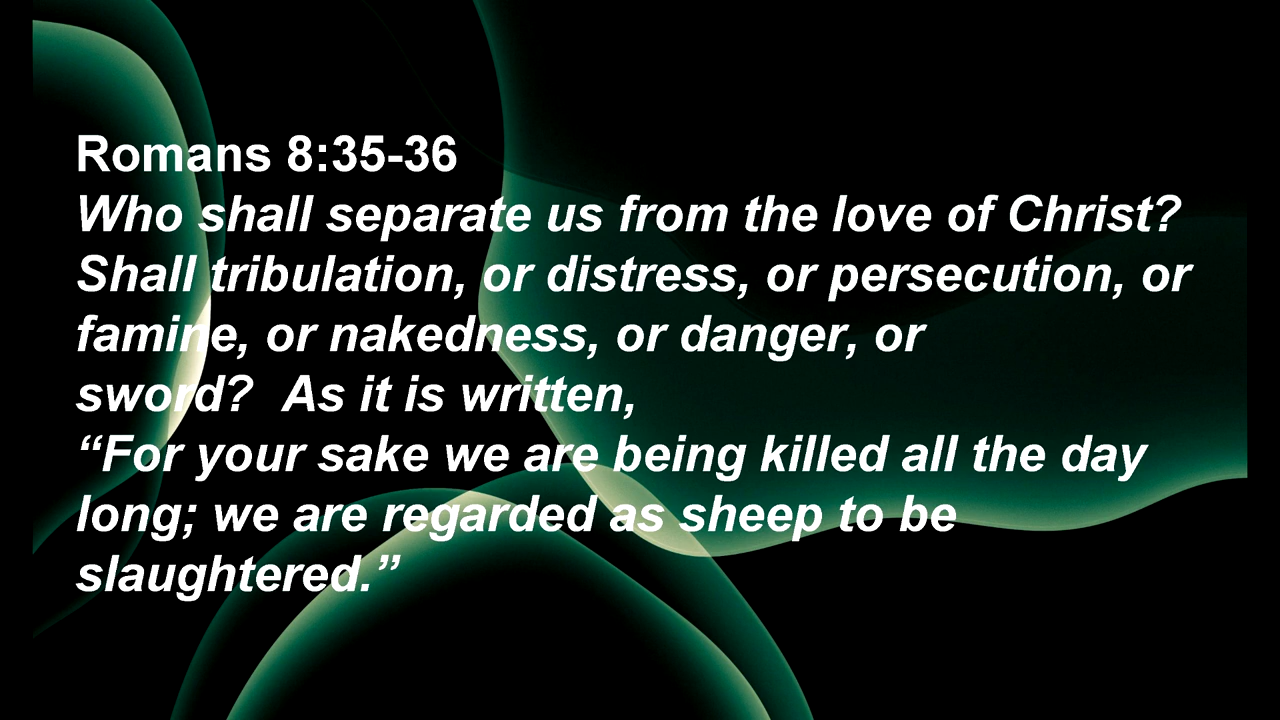 Romans 8:35-36
Who shall separate us from the love of Christ?
Shall tribulation, or distress, or persecution, or
famine, or nakedness, or danger, or
sword?  As it is written,
“For your sake we are being killed all the day
long; we are regarded as sheep to be
slaughtered.”